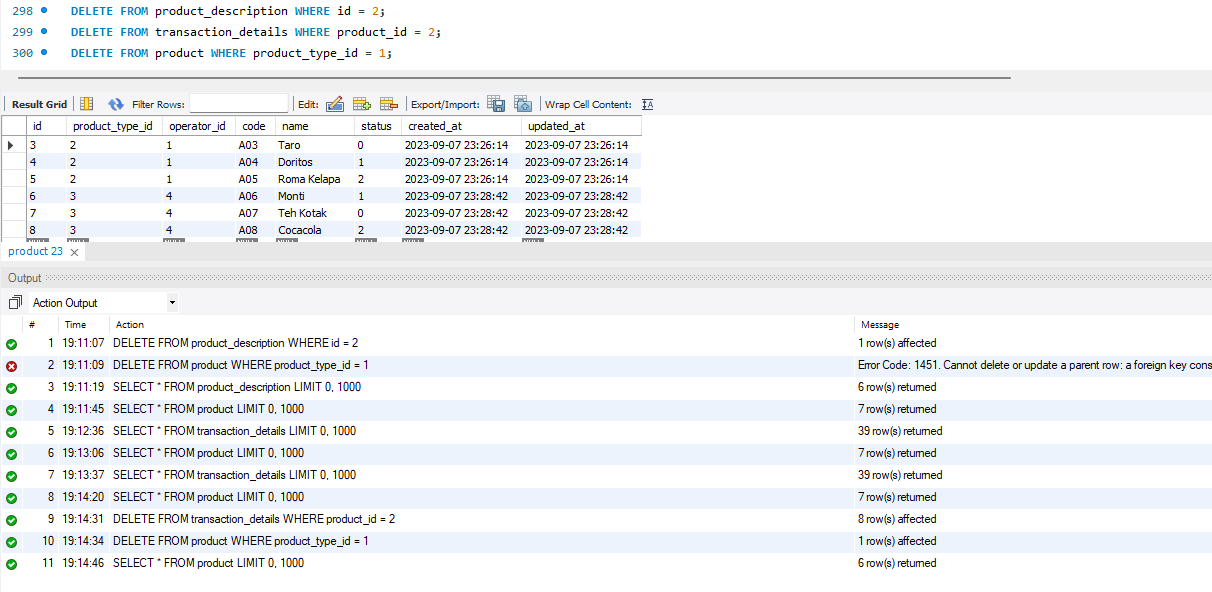 298 DELETE FROM product_description WHERE id = 2;
299 DELETE FROM transaction_details WHERE product_id = 2;
300 DELETE FROM product WHERE product_type_id = 1;
Result Grid Filter Rows: Edit: Export/Import: Wrap Cell Content: IA
id product_type_id operator_id code name status created_at updated_at
3 2 1 A03 Taro 0 2023-09-07 23:26:14 2023-09-07 23:26:14
4 2 1 A04 Doritos 1 2023-09-07 23:26:14 2023-09-07 23:26:14
5 2 1 A05 Roma Kelapa 2 2023-09-07 23:26:14 2023-09-07 23:26:14
6 3 4 A06 Monti 1 2023-09-07 23:28:42 2023-09-07 23:28:42
7 3 4 A07 Teh Kotak 0 2023-09-07 23:28:42 2023-09-07 23:28:42
8 3 4 A08 Cocacola 2 2023-09-07 23:28:42 2023-09-07 23:28:42
product 23
Output
Action Output
# Time Action Message
1 19:11:07 DELETE FROM product_description WHERE id = 2 1 row(s) affected
2 19:11:09 DELETE FROM product WHERE product_type_id = 1 Error Code: 1451. Cannot delete or update a parent row: a foreign key cons
3 19:11:19 SELECT * FROM product_description LIMIT 0, 1000 6 row(s) returned
4 19:11:45 SELECT * FROM product LIMIT 0, 1000 7 row(s) returned
5 19:12:36 SELECT * FROM transaction_details LIMIT 0, 1000 39 row(s) returned
6 19:13:06 SELECT * FROM product LIMIT 0, 1000 7 row(s) returned
7 19:13:37 SELECT * FROM transaction_details LIMIT 0, 1000 39 row(s) returned
8 19:14:20 SELECT * FROM product LIMIT 0, 1000 7 row(s) returned
9 19:14:31 DELETE FROM transaction_details WHERE product_id = 2 8 row(s) affected
10 19:14:34 DELETE FROM product WHERE product_type_id = 1 1 row(s) affected
11 19:14:46 SELECT * FROM product LIMIT 0, 1000 6 row(s) returned